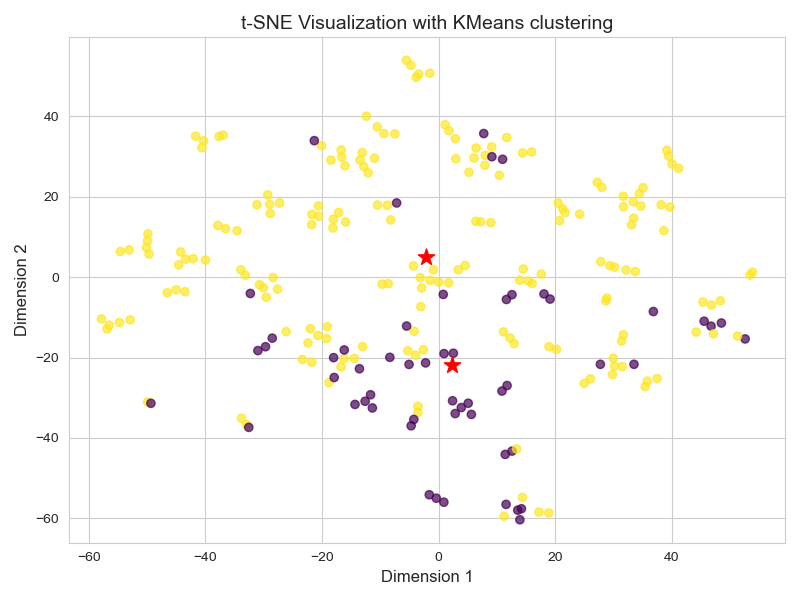 t-SNE Visualization with KMeans clustering
40
20
0
−20
−40
−60
Dimension 2
−60 −40 −20 0 20 40
Dimension 1